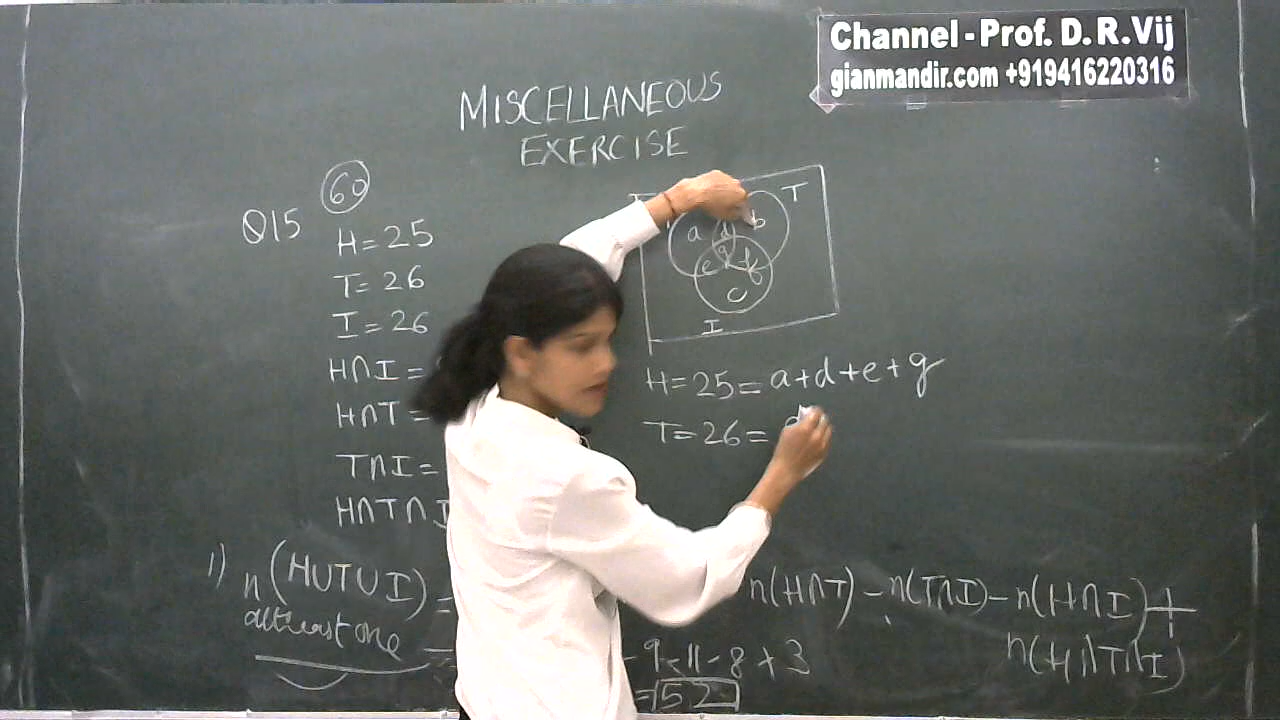 Channel - Prof. D. R. Vij
gianmandir.com +919416220316
MISCELLANEOUS
EXERCISE
Q15
60
H = 25
T = 26
I = 26
H∩I =
H∩T =
T∩I =
H∩T∩I
T
a d b
g
e f
c
I
H = 25 = a + d + e + g
T = 26 =
1) n(H∪T∪I) =
atleast one
n(H∩T) - n(T∩I) - n(H∩I) +
n(H∩T∩I)
- 9 - 11 - 8 + 3
= 52